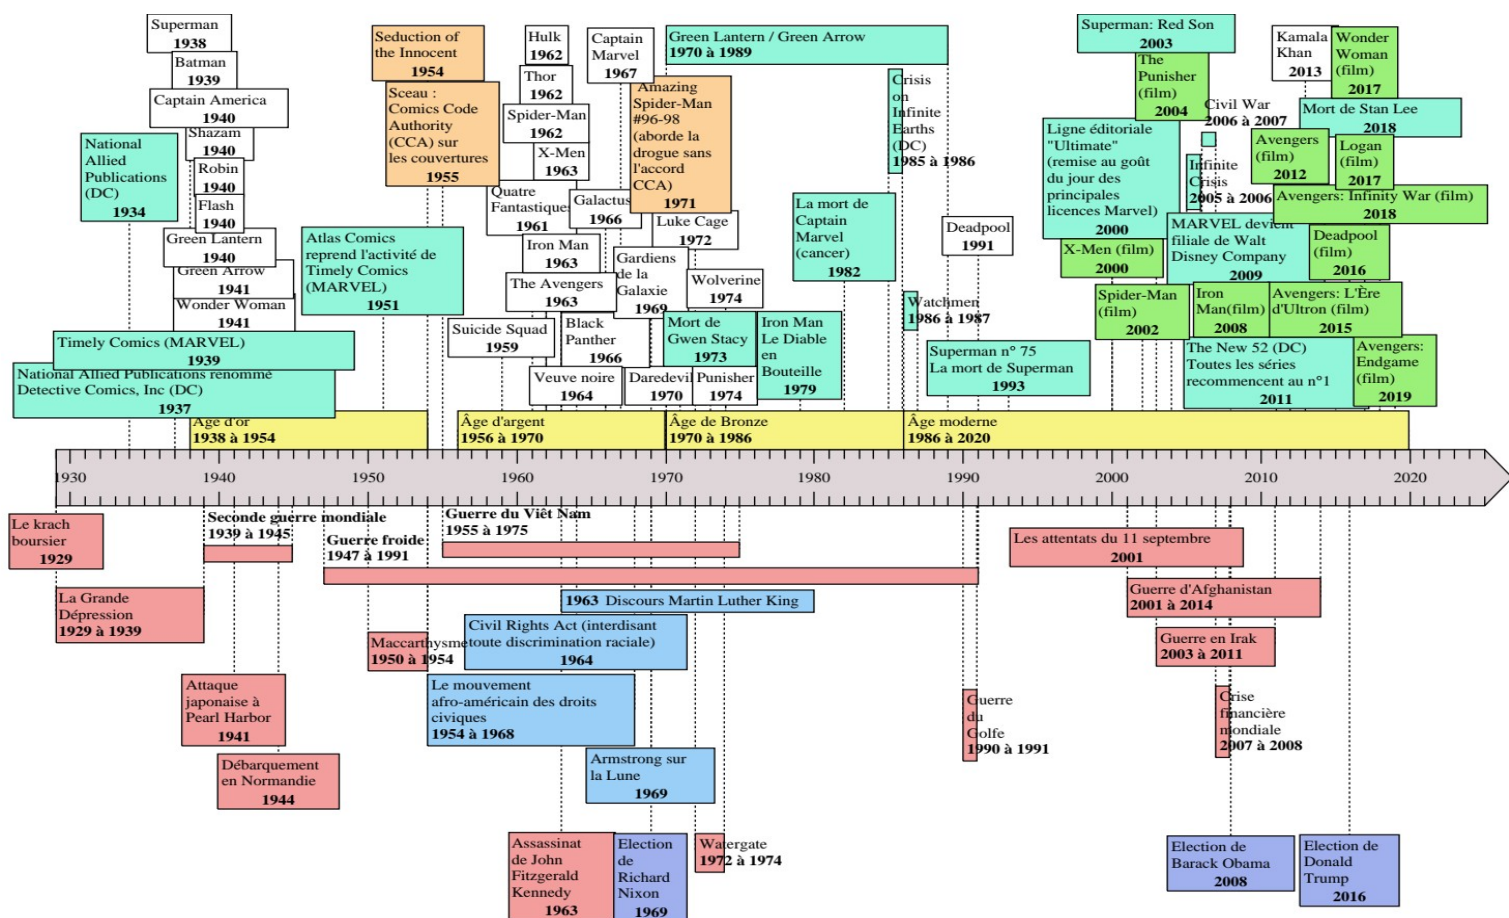 Superman
1938
Batman
1939
Captain America
1940
Shazam
1940
Robin
1940
Flash
1940
Green Lantern
1940
Green Arrow
1941
Wonder Woman
1941
National
Allied
Publications
(DC)
1934
Timely Comics (MARVEL)
1939
National Allied Publications renommé
Detective Comics, Inc (DC)
1937
Seduction of
the Innocent
1954
Sceau :
Comics Code
Authority
(CCA) sur
les couvertures
1955
Atlas Comics
reprend l'activité de
Timely Comics
(MARVEL)
1951
Hulk
1962
Thor
1962
Spider-Man
1962
X-Men
1963
Quatre
Fantastiques
1961
Iron Man
1963
The Avengers
1963
Suicide Squad
1959
Black
Panther
1966
Veuve noire
1964
Captain
Marvel
1967
Galactus
1966
Gardiens
de la
Galaxie
1969
Daredevil
1970
Green Lantern / Green Arrow
1970 à 1989
Amazing
Spider-Man
#96-98
(aborde la
drogue sans
l'accord
CCA)
1971
Luke Cage
1972
Wolverine
1974
Mort de
Gwen Stacy
1973
Punisher
1974
Iron Man
Le Diable
en
Bouteille
1979
La mort de
Captain
Marvel
(cancer)
1982
Crisis
on
Infinite
Earths
(DC)
1985 à 1986
Watchmen
1986 à 1987
Deadpool
1991
Superman nº 75
La mort de Superman
1993
Superman: Red Son
2003
The
Punisher
(film)
2004
Ligne éditoriale
"Ultimate"
(remise au goût
du jour des
principales
licences Marvel)
2000
X-Men (film)
2000
Spider-Man
(film)
2002
Civil War
2006 à 2007
Infinite
Crisis
2005 à 2006
MARVEL devient
filiale de Walt
Disney Company
2009
Iron
Man(film)
2008
The New 52 (DC)
Toutes les séries
recommencent au nº1
2011
Kamala
Khan
2013
Wonder
Woman
(film)
2017
Mort de Stan Lee
2018
Avengers
(film)
2012
Logan
(film)
2017
Avengers: Infinity War (film)
2018
Deadpool
(film)
2016
Avengers: L'Ère
d'Ultron (film)
2015
Avengers:
Endgame
(film)
2019
Âge d'or
1938 à 1954
Âge d'argent
1956 à 1970
Âge de Bronze
1970 à 1986
Âge moderne
1986 à 2020
1930
1940
1950
1960
1970
1980
1990
2000
2010
2020
Le krach
boursier
1929
La Grande
Dépression
1929 à 1939
Seconde guerre mondiale
1939 à 1945
Guerre froide
1947 à 1991
Guerre du Viêt Nam
1955 à 1975
Attaque
japonaise à
Pearl Harbor
1941
Débarquement
en Normandie
1944
Maccarthysme
1950 à 1954
1963 Discours Martin Luther King
Civil Rights Act (interdisant
toute discrimination raciale)
1964
Le mouvement
afro-américain des droits
civiques
1954 à 1968
Armstrong sur
la Lune
1969
Assassinat
de John
Fitzgerald
Kennedy
1963
Election
de
Richard
Nixon
1969
Watergate
1972 à 1974
Guerre
du
Golfe
1990 à 1991
Les attentats du 11 septembre
2001
Guerre d'Afghanistan
2001 à 2014
Guerre en Irak
2003 à 2011
Crise
financière
mondiale
2007 à 2008
Election de
Barack Obama
2008
Election de
Donald
Trump
2016